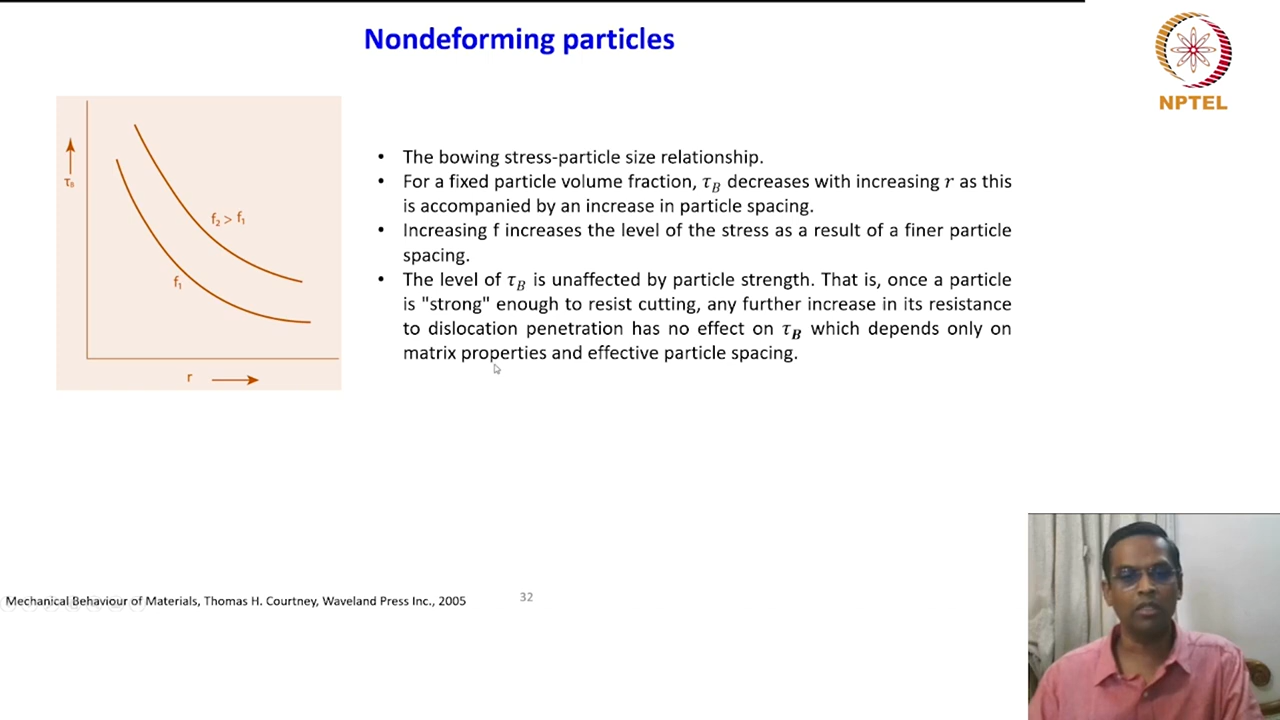 Nondeforming particles
NPTEL
τB
f2 > f1
f1
r
• The bowing stress-particle size relationship.
• For a fixed particle volume fraction, τB decreases with increasing r as this
is accompanied by an increase in particle spacing.
• Increasing f increases the level of the stress as a result of a finer particle
spacing.
• The level of τB is unaffected by particle strength. That is, once a particle
is "strong" enough to resist cutting, any further increase in its resistance
to dislocation penetration has no effect on τB which depends only on
matrix properties and effective particle spacing.
Mechanical Behaviour of Materials, Thomas H. Courtney, Waveland Press Inc., 2005
32